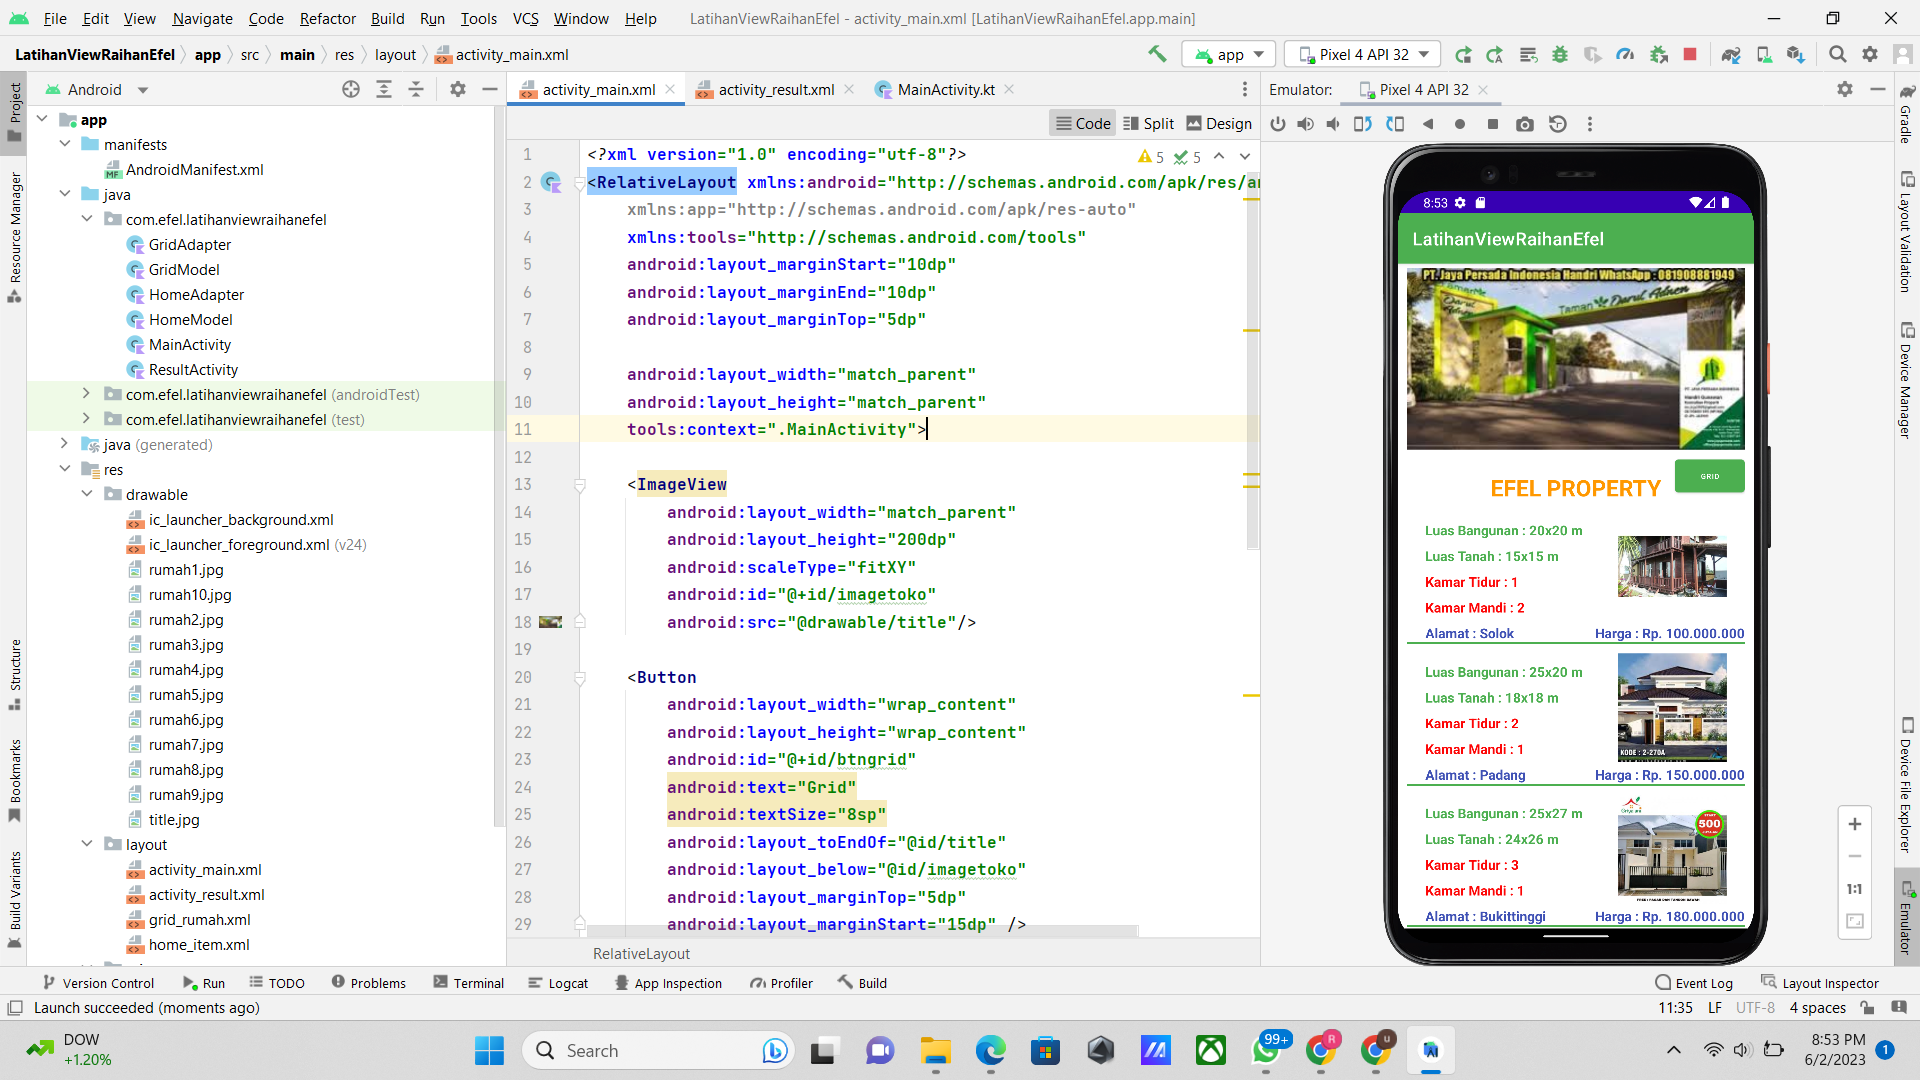 File Edit View Navigate Code Refactor Build Run Tools VCS Window Help LatihanViewRaihanEfel - activity_main.xml [LatihanViewRaihanEfel.app.main]
LatihanViewRaihanEfel app src main res layout activity_main.xml app Pixel 4 API 32
Android activity_main.xml activity_result.xml MainActivity.kt Emulator: Pixel 4 API 32
Code Split Design
Project
Resource Manager
Structure
Bookmarks
Build Variants
app
manifests
AndroidManifest.xml
java
com.efel.latihanviewraihanefel
GridAdapter
GridModel
HomeAdapter
HomeModel
MainActivity
ResultActivity
com.efel.latihanviewraihanefel (androidTest)
com.efel.latihanviewraihanefel (test)
java (generated)
res
drawable
ic_launcher_background.xml
ic_launcher_foreground.xml (v24)
rumah1.jpg
rumah10.jpg
rumah2.jpg
rumah3.jpg
rumah4.jpg
rumah5.jpg
rumah6.jpg
rumah7.jpg
rumah8.jpg
rumah9.jpg
title.jpg
layout
activity_main.xml
activity_result.xml
grid_rumah.xml
home_item.xml
5 5
1 <?xml version="1.0" encoding="utf-8"?>
2 <RelativeLayout xmlns:android="http://schemas.android.com/apk/res/an
3 xmlns:app="http://schemas.android.com/apk/res-auto"
4 xmlns:tools="http://schemas.android.com/tools"
5 android:layout_marginStart="10dp"
6 android:layout_marginEnd="10dp"
7 android:layout_marginTop="5dp"
8
9 android:layout_width="match_parent"
10 android:layout_height="match_parent"
11 tools:context=".MainActivity">
12
13 <ImageView
14 android:layout_width="match_parent"
15 android:layout_height="200dp"
16 android:scaleType="fitXY"
17 android:id="@+id/imagetoko"
18 android:src="@drawable/title"/>
19
20 <Button
21 android:layout_width="wrap_content"
22 android:layout_height="wrap_content"
23 android:id="@+id/btngrid"
24 android:text="Grid"
25 android:textSize="8sp"
26 android:layout_toEndOf="@id/title"
27 android:layout_below="@id/imagetoko"
28 android:layout_marginTop="5dp"
29 android:layout_marginStart="15dp" />
RelativeLayout
8:53
LatihanViewRaihanEfel
PT. Jaya Persada Indonesia Handri WhatsApp : 081908881949
Taman Darul Adnen
EFEL PROPERTY GRID
Luas Bangunan : 20x20 m
Luas Tanah : 15x15 m
Kamar Tidur : 1
Kamar Mandi : 2
Alamat : Solok Harga : Rp. 100.000.000
Luas Bangunan : 25x20 m
Luas Tanah : 18x18 m
Kamar Tidur : 2
Kamar Mandi : 1
KODE : 2-270A
Alamat : Padang Harga : Rp. 150.000.000
Luas Bangunan : 25x27 m
Luas Tanah : 24x26 m
500
Kamar Tidur : 3
Kamar Mandi : 1
Alamat : Bukittinggi Harga : Rp. 180.000.000
1:1
Gradle
Layout Validation
Device Manager
Device File Explorer
Emulator
Version Control Run TODO Problems Terminal Logcat App Inspection Profiler Build Event Log Layout Inspector
Launch succeeded (moments ago) 11:35 LF UTF-8 4 spaces
DOW
+1.20%
Search
99+
R
u
8:53 PM
6/2/2023
1